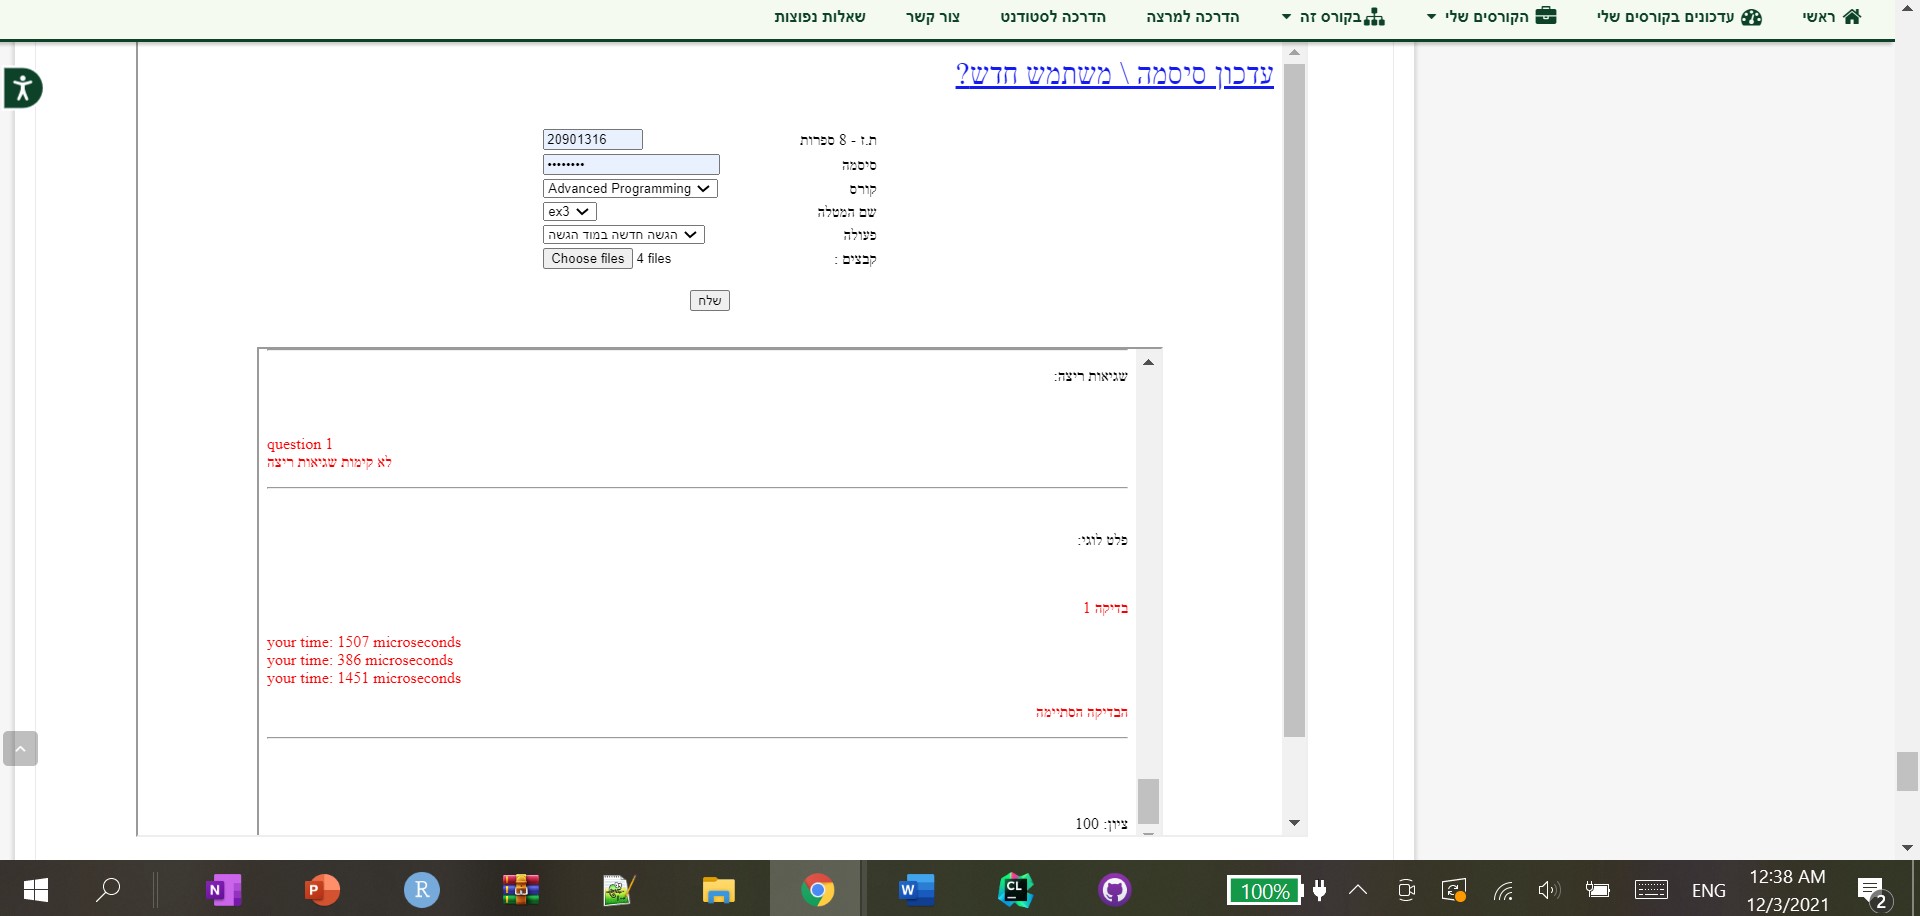 ראשי
עדכונים בקורסים שלי
הקורסים שלי
בקורס זה
הדרכה למרצה
הדרכה לסטודנט
צור קשר
שאלות נפוצות
עדכון סיסמה \ משתמש חדש?
ת.ז - 8 ספרות 20901316
סיסמה ••••••••
קורס Advanced Programming
שם המטלה ex3
פעולה הגשה חדשה במוד הגשה
קבצים : Choose files 4 files
שלח
שגיאות ריצה:
question 1
לא קימות שגיאות ריצה
פלט לוגי:
בדיקה 1
your time: 1507 microseconds
your time: 386 microseconds
your time: 1451 microseconds
הבדיקה הסתיימה
ציון: 100
N P R W CL 100% ENG 12:38 AM
12/3/2021 2